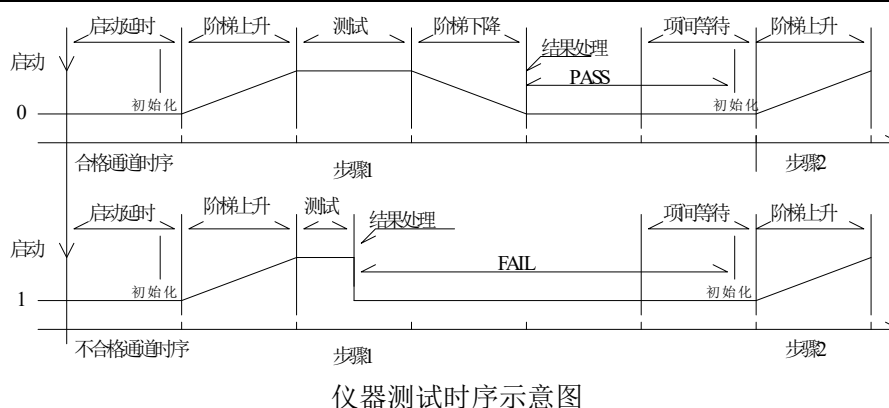 启动延时 阶梯上升 测试 阶梯下降 项间等待 阶梯上升
结果处理
启动
PASS
初始化 初始化
0
合格通道时序 步骤1 步骤2
启动延时 阶梯上升 测试 项间等待 阶梯上升
结果处理
启动
FAIL
初始化 初始化
1
不合格通道时序 步骤1 步骤2
仪器测试时序示意图